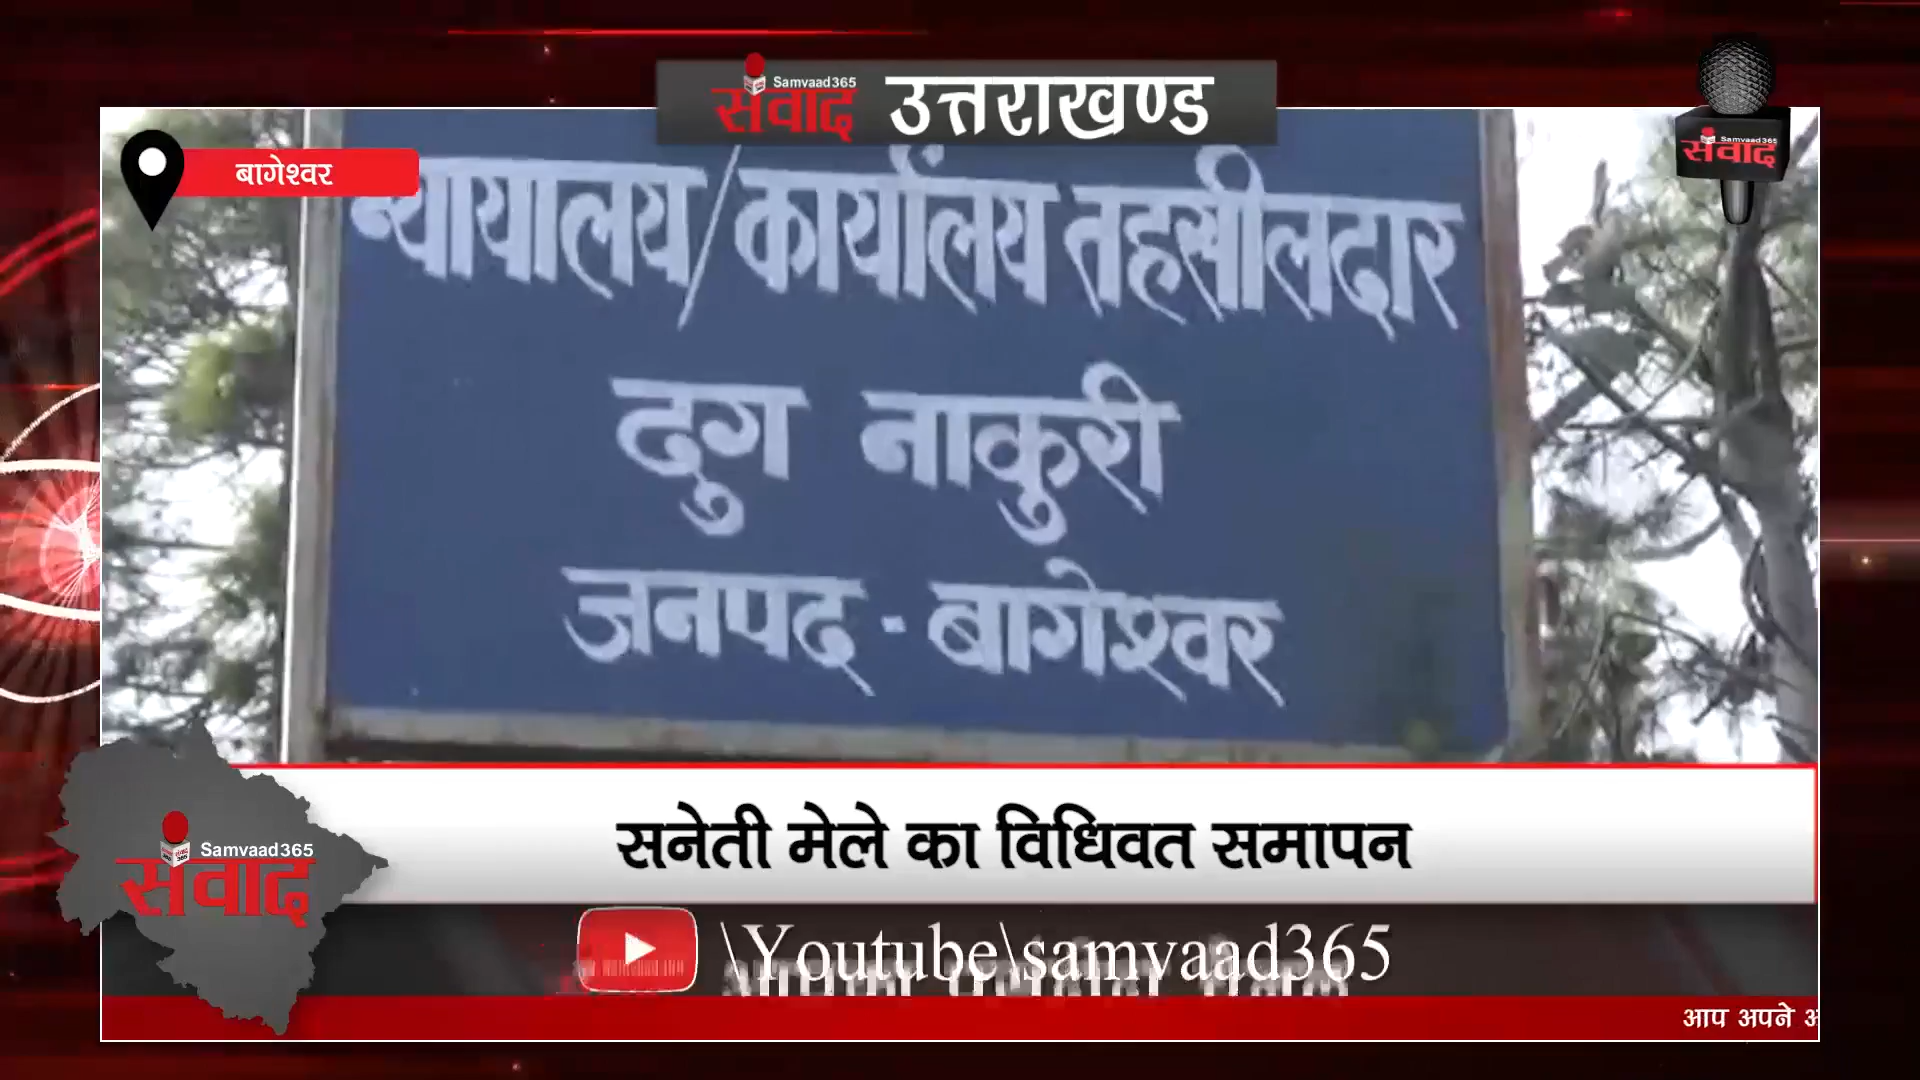 Samvaad365
संवाद उत्तराखण्ड
Samvaad365
संवाद
बागेश्वर
न्यायालय/कार्यालय तहसीलदार
दुग नाकुरी
जनपद - बागेश्वर
सनेती मेले का विधिवत समापन
Samvaad365
संवाद
\Youtube\samvaad365
आप अपने